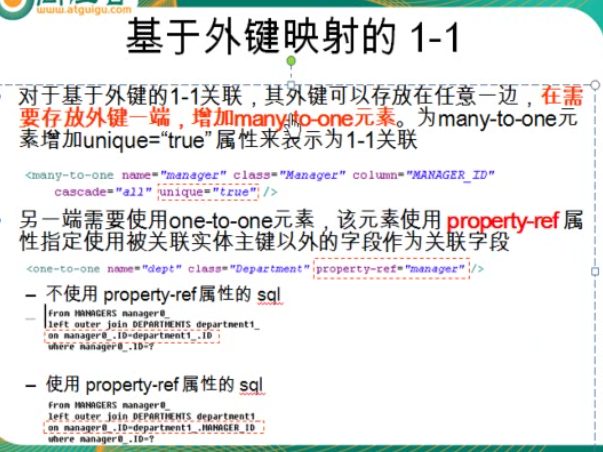 www.atguigu.com
基于外键映射的 1-1
对于基于外键的1-1关联，其外键可以存放在任意一边，在需
要存放外键一端，增加many-to-one元素。为many-to-one元
素增加unique=“true” 属性来表示为1-1关联
<many-to-one name="manager" class="Manager" column="MANAGER_ID"
cascade="all" unique="true" />
另一端需要使用one-to-one元素，该元素使用 property-ref 属
性指定使用被关联实体主键以外的字段作为关联字段
<one-to-one name="dept" class="Department" property-ref="manager" />
– 不使用 property-ref属性的 sql
from MANAGERS manager0_
left outer join DEPARTMENTS department1_
on manager0_.ID=department1_.ID
where manager0_.ID=?
– 使用 property-ref 属性的 sql
from MANAGERS manager0_
left outer join DEPARTMENTS department1_
on manager0_.ID=department1_.MANAGER_ID
where manager0_.ID=?